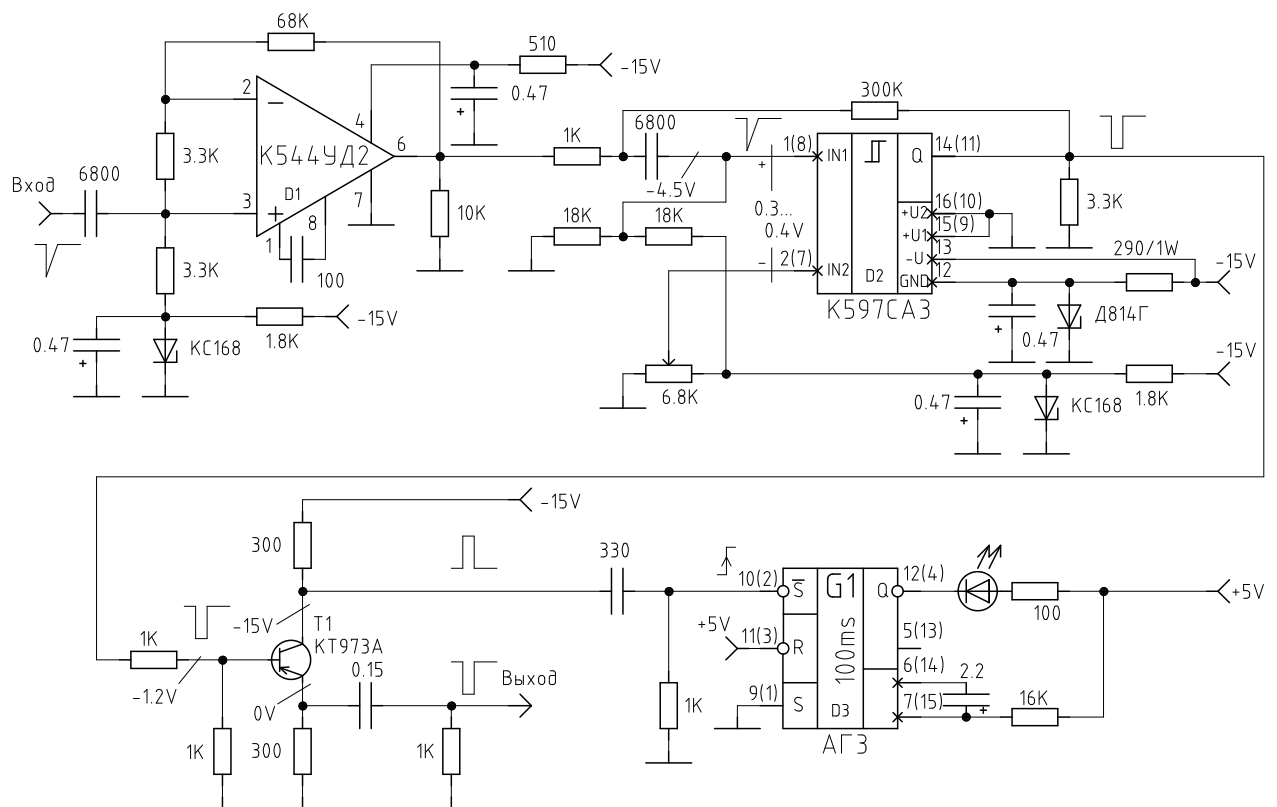 68K
510
-15V
0.47
+
2
4
6
К544УД2
D1
3
8
1
7
100
3.3K
Вход
6800
3.3K
0.47
+
КС168
1.8K
-15V
10K
1K
6800
-4.5V
18K
18K
300K
+
0.3...
0.4V
-
1(8)
IN1
2(7)
IN2
Q
+U2
+U1
-U
GND
D2
К597СА3
14(11)
16(10)
15(9)
13
12
3.3K
290/1W
-15V
+
0.47
Д814Г
-15V
6.8K
0.47
+
КС168
1.8K
-15V
300
-15V
T1
КТ973А
1K
-1.2V
0V
0.15
Выход
1K
300
1K
330
10(2)
+5V
11(3)
9(1)
1K
S
R
S
G1
100ms
D3
Q
АГ3
12(4)
5(13)
6(14)
7(15)
2.2
+
100
16K
+5V